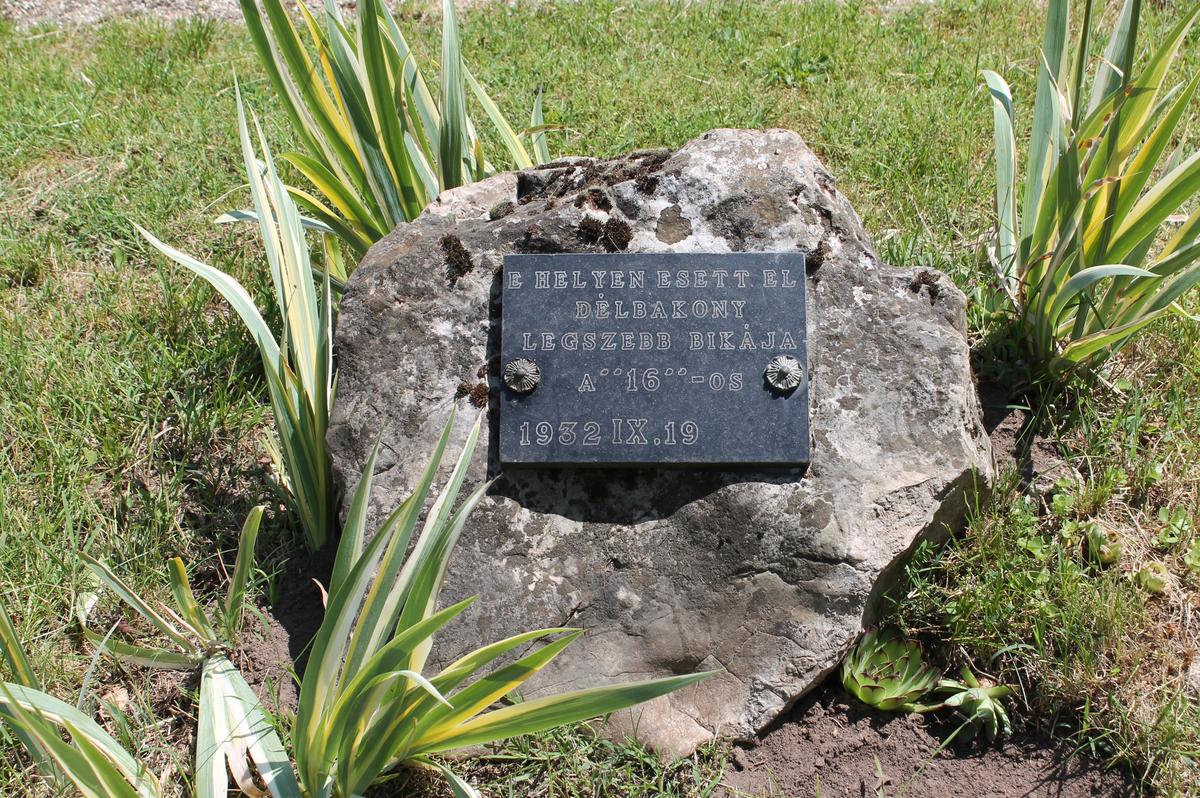 E HELYEN ESETT EL
DÉLBAKONY
LEGSZEBB BIKÁJA
A ''16''-OS
1932 IX.19